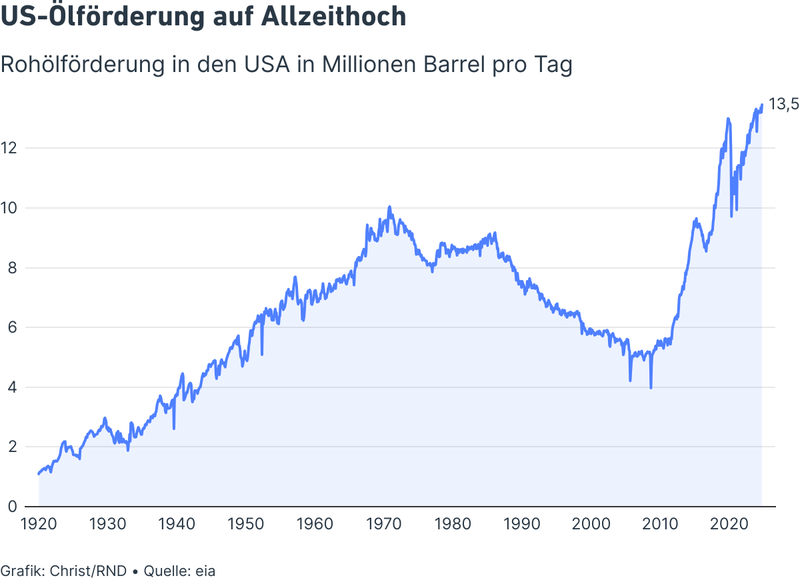 US-Ölförderung auf Allzeithoch
Rohölförderung in den USA in Millionen Barrel pro Tag
13,5
12
10
8
6
4
2
0
1920 1930 1940 1950 1960 1970 1980 1990 2000 2010 2020
Grafik: Christ/RND • Quelle: eia